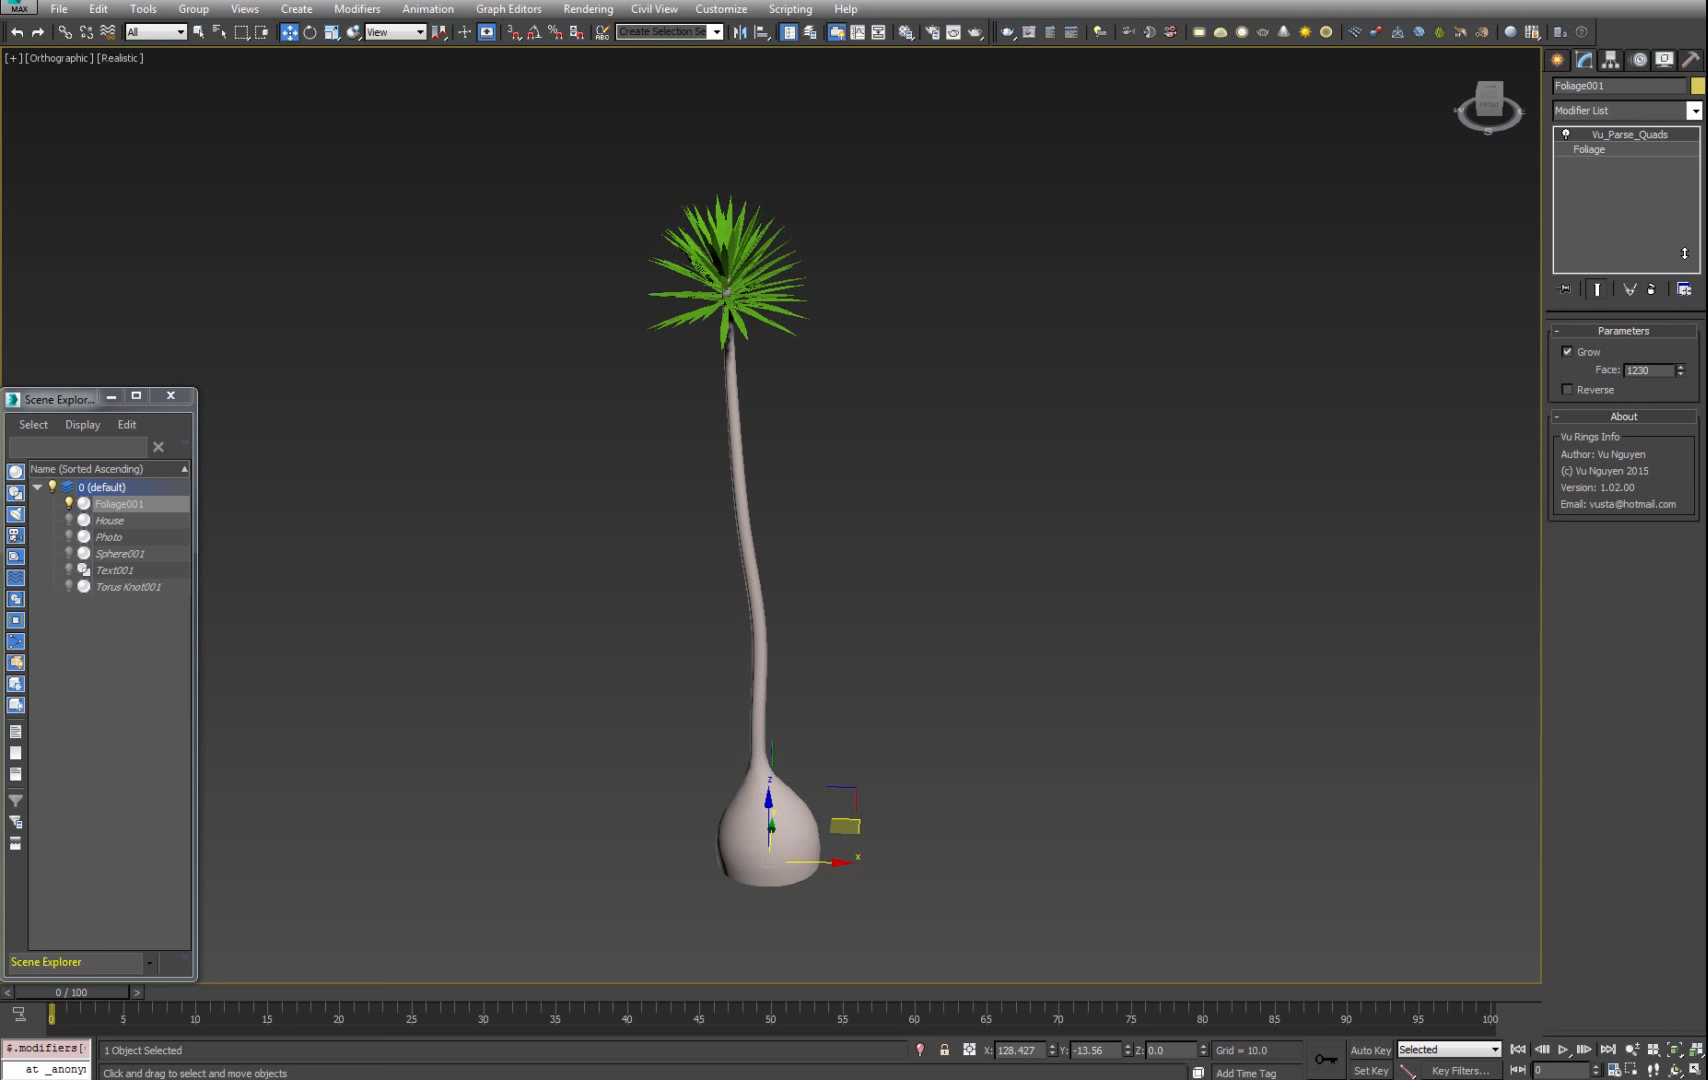 MAX File Edit Tools Group Views Create Modifiers Animation Graph Editors Rendering Civil View Customize Scripting Help
All View Create Selection Se
[+] [Orthographic] [Realistic]
FRONT
S
Foliage001
Modifier List
Vu_Parse_Quads
Foliage
- Parameters
Grow
Face: 1230
Reverse
- About
Vu Rings Info
Author: Vu Nguyen
(c) Vu Nguyen 2015
Version: 1.02.00
Email: vusta@hotmail.com
Scene Explor...
Select Display Edit
Name (Sorted Ascending)
0 (default)
Foliage001
House
Photo
Sphere001
Text001
Torus Knot001
z
x
Scene Explorer
< 0 / 100 >
0 5 10 15 20 25 30 35 40 45 50 55 60 65 70 75 80 85 90 95 100
$.modifiers[ 1 Object Selected X: 128.427 Y: -13.56 Z: 0.0 Grid = 10.0 Auto Key Selected
at _anony Click and drag to select and move objects Add Time Tag Set Key Key Filters... 0